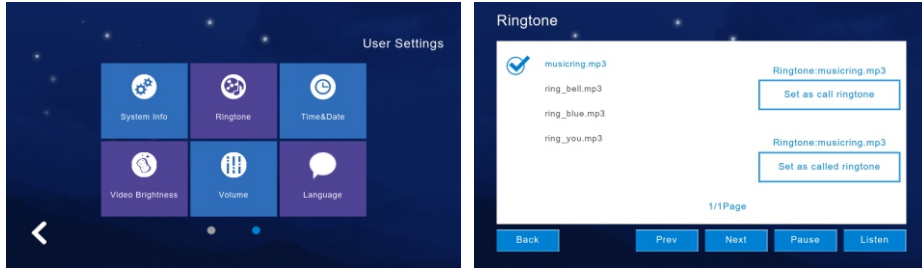 User Settings
System Info
Ringtone
Time&Date
Video Brightness
Volume
Language
Ringtone
musicring.mp3
ring_bell.mp3
ring_blue.mp3
ring_you.mp3
Ringtone:musicring.mp3
Set as call ringtone
Ringtone:musicring.mp3
Set as called ringtone
1/1Page
Back
Prev
Next
Pause
Listen